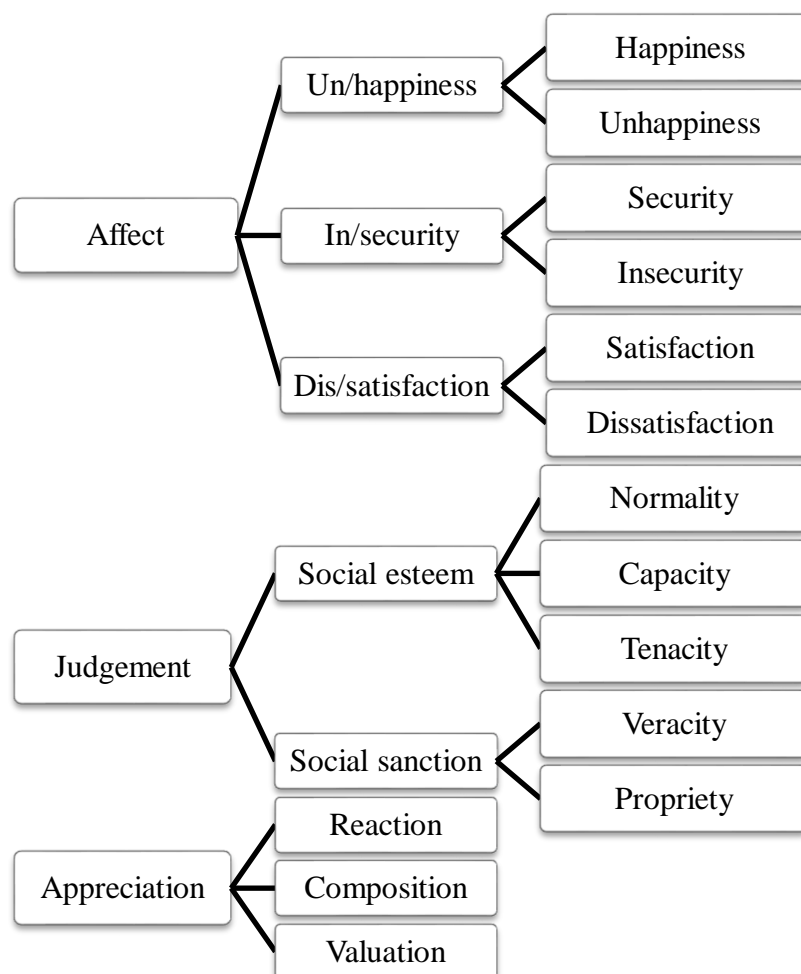 Affect
Un/happiness
Happiness
Unhappiness
In/security
Security
Insecurity
Dis/satisfaction
Satisfaction
Dissatisfaction
Judgement
Social esteem
Normality
Capacity
Tenacity
Social sanction
Veracity
Propriety
Appreciation
Reaction
Composition
Valuation